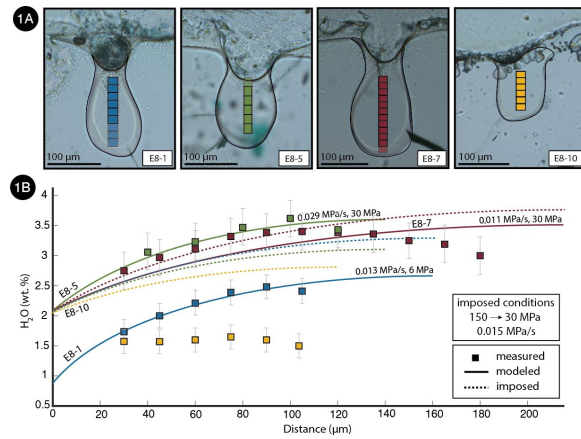 1A
100 µm
E8-1
100 µm
E8-5
100 µm
E8-7
100 µm
E8-10
1B
H₂O (wt. %)
4
3.5
3
2.5
2
1.5
1
0.5
0.029 MPa/s, 30 MPa
E8-7
0.011 MPa/s, 30 MPa
E8-5
E8-10
0.013 MPa/s, 6 MPa
E8-1
imposed conditions
150 → 30 MPa
0.015 MPa/s
measured
modeled
imposed
0 20 40 60 80 100 120 140 160 180 200
Distance (µm)